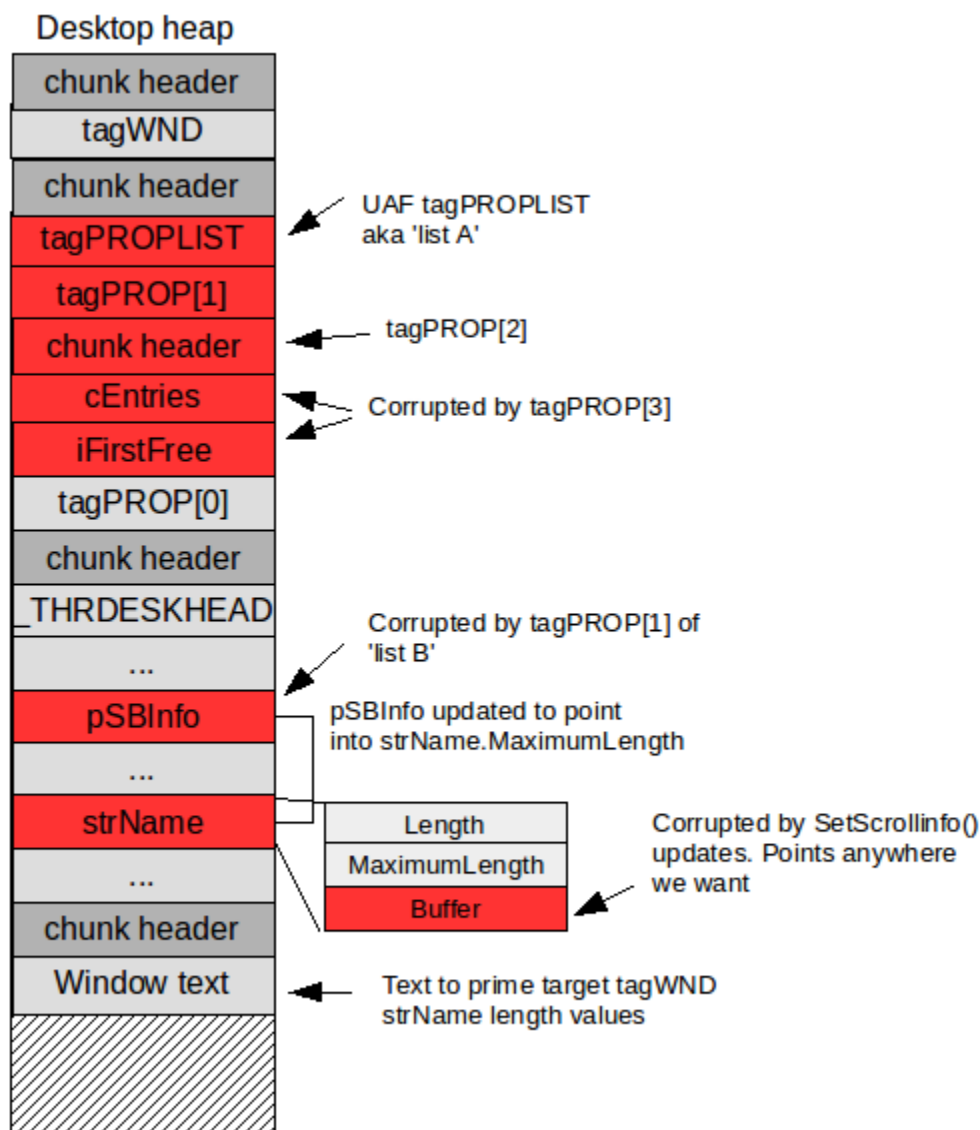 Desktop heap
chunk header
tagWND
chunk header
tagPROPLIST
UAF tagPROPLIST
aka 'list A'
tagPROP[1]
chunk header
tagPROP[2]
cEntries
Corrupted by tagPROP[3]
iFirstFree
tagPROP[0]
chunk header
_THRDESKHEAD
Corrupted by tagPROP[1] of
'list B'
...
pSBInfo
pSBInfo updated to point
into strName.MaximumLength
...
strName
Length
MaximumLength
Buffer
Corrupted by SetScrollinfo()
updates. Points anywhere
we want
...
chunk header
Window text
Text to prime target tagWND
strName length values